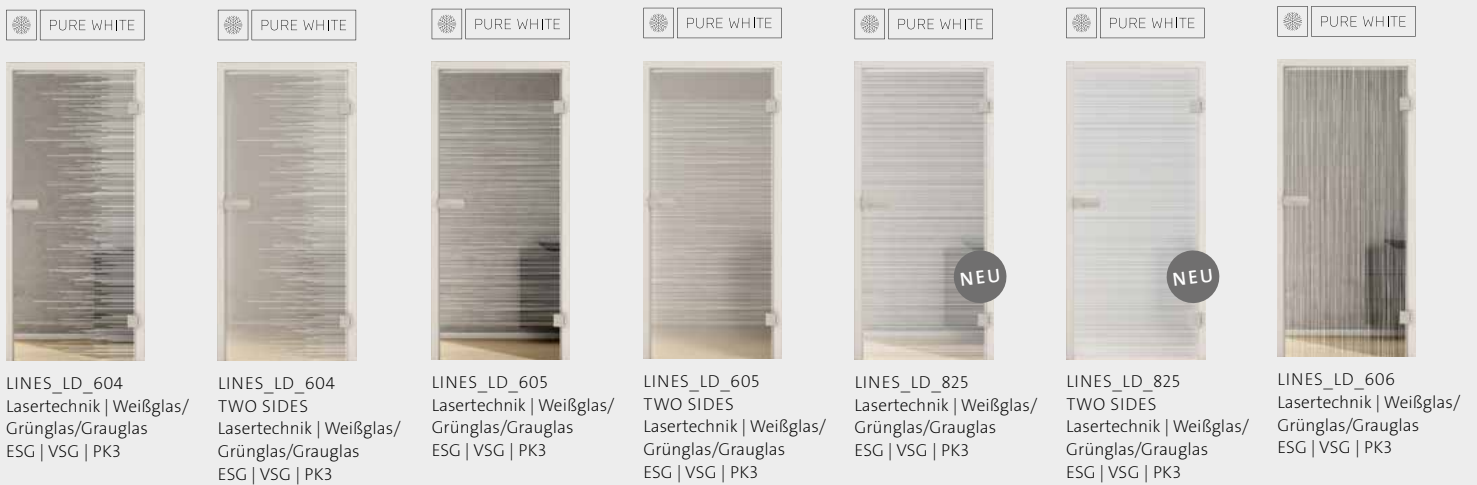 PURE WHITE
PURE WHITE
PURE WHITE
PURE WHITE
PURE WHITE
PURE WHITE
PURE WHITE
NEU
NEU
LINES_LD_604
Lasertechnik | Weißglas/
Grünglas/Grauglas
ESG | VSG | PK3
LINES_LD_604
TWO SIDES
Lasertechnik | Weißglas/
Grünglas/Grauglas
ESG | VSG | PK3
LINES_LD_605
Lasertechnik | Weißglas/
Grünglas/Grauglas
ESG | VSG | PK3
LINES_LD_605
TWO SIDES
Lasertechnik | Weißglas/
Grünglas/Grauglas
ESG | VSG | PK3
LINES_LD_825
Lasertechnik | Weißglas/
Grünglas/Grauglas
ESG | VSG | PK3
LINES_LD_825
TWO SIDES
Lasertechnik | Weißglas/
Grünglas/Grauglas
ESG | VSG | PK3
LINES_LD_606
Lasertechnik | Weißglas/
Grünglas/Grauglas
ESG | VSG | PK3